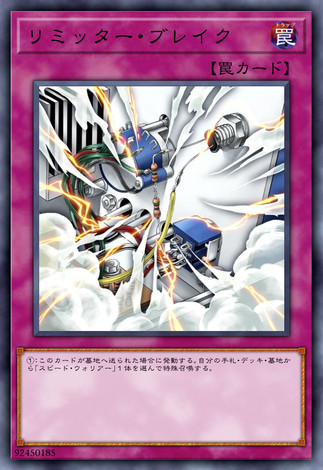 リミッター・ブレイク
トラップ
罠
【罠カード】
①:このカードが墓地へ送られた場合に発動する。自分の手札・デッキ・墓地か
ら「スピード・ウォリアー」1体を選んで特殊召喚する。
92450185